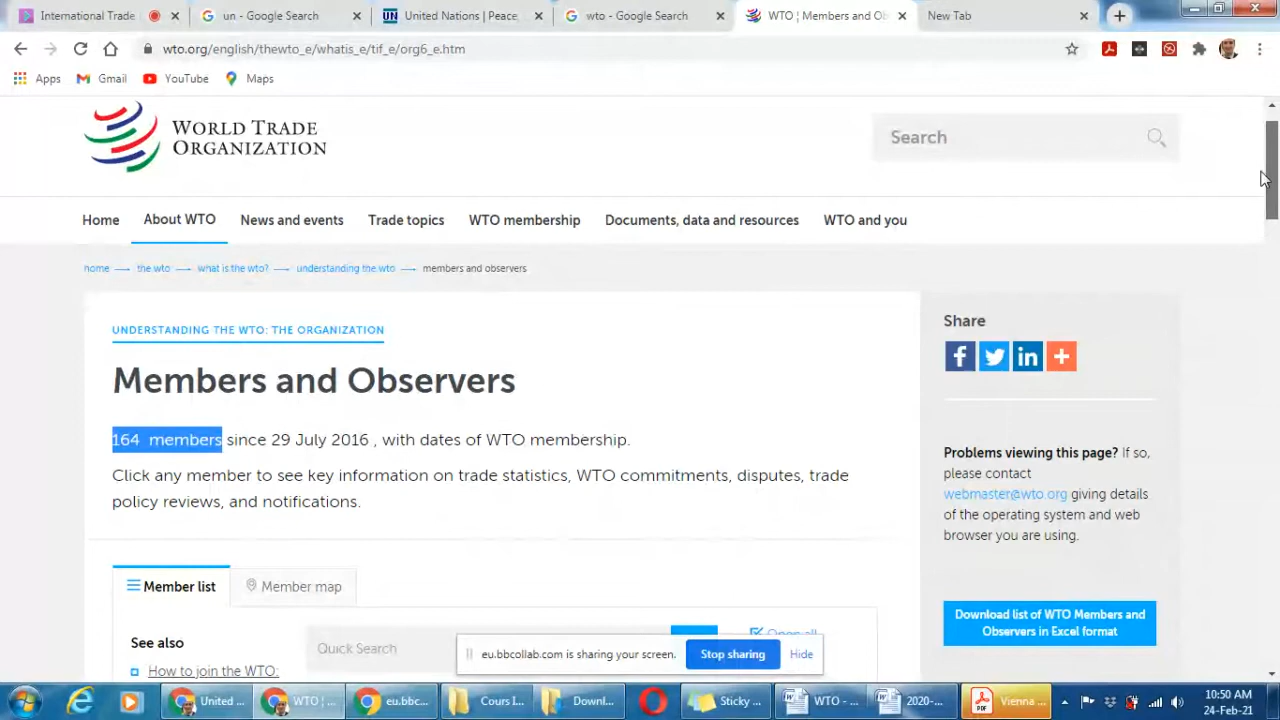 International Trade
un - Google Search
United Nations | Peace,
wto - Google Search
WTO | Members and Ob
New Tab
wto.org/english/thewto_e/whatis_e/tif_e/org6_e.htm
Apps
Gmail
YouTube
Maps
WORLD TRADE
ORGANIZATION
Search
Home
About WTO
News and events
Trade topics
WTO membership
Documents, data and resources
WTO and you
home
the wto
what is the wto?
understanding the wto
members and observers
UNDERSTANDING THE WTO: THE ORGANIZATION
Members and Observers
164 members since 29 July 2016 , with dates of WTO membership.
Click any member to see key information on trade statistics, WTO commitments, disputes, trade
policy reviews, and notifications.
Share
Problems viewing this page? If so,
please contact
webmaster@wto.org giving details
of the operating system and web
browser you are using.
Download list of WTO Members and
Observers in Excel format
Member list
Member map
See also
How to join the WTO:
Quick Search
Open all
eu.bbcollab.com is sharing your screen.
Stop sharing
Hide
United ...
WTO | ...
eu.bbc...
Cours I...
Downl...
Sticky ...
WTO - ...
2020-...
Vienna ...
10:50 AM
24-Feb-21